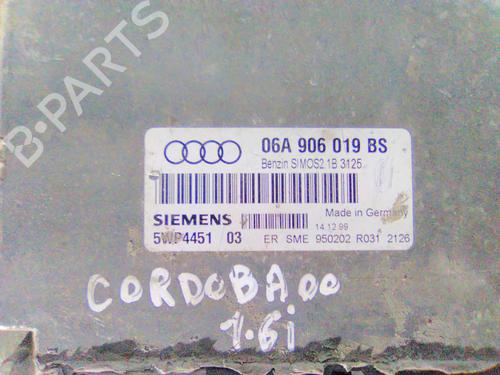 B-PARTS
06A 906 019 BS
Benzin SIMOS2.1B 3125
SIEMENS
Made in Germany
14.12.99
5WP4451 03 ER SME 950202 R031 2126
CORDOBA 00
1.6i